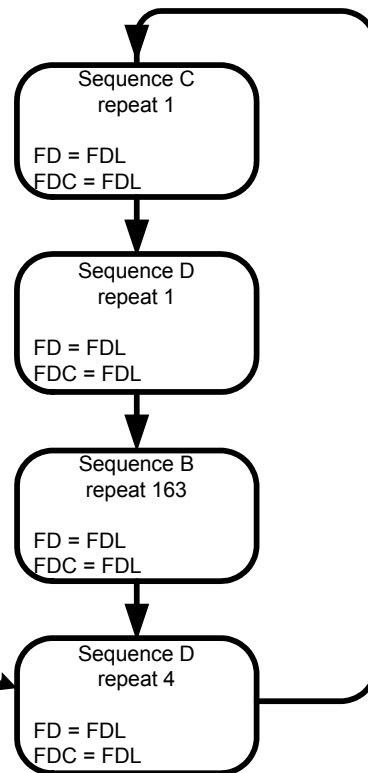 Sequence C
repeat 1
FD = FDL
FDC = FDL
Sequence D
repeat 1
FD = FDL
FDC = FDL
Sequence B
repeat 163
FD = FDL
FDC = FDL
Sequence D
repeat 4
FD = FDL
FDC = FDL